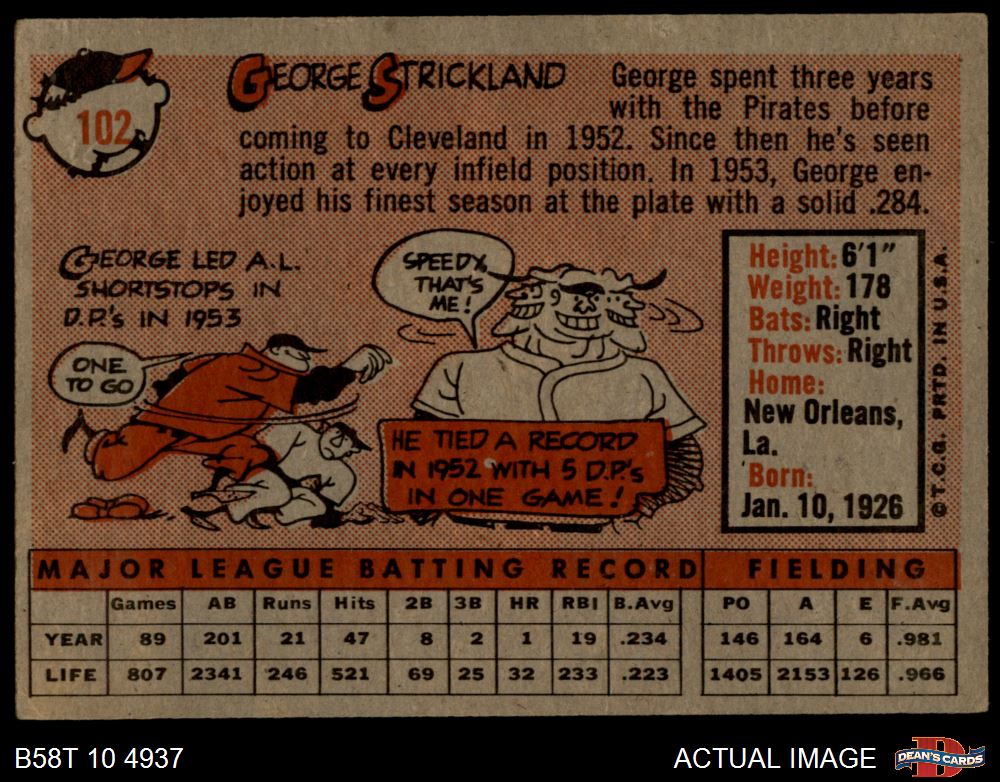 102
GEORGE STRICKLAND
George spent three years
with the Pirates before
coming to Cleveland in 1952. Since then he's seen
action at every infield position. In 1953, George en-
joyed his finest season at the plate with a solid .284.
GEORGE LED A.L.
SHORTSTOPS IN
D.P.'s IN 1953
ONE
TO GO
SPEEDY,
THAT'S
ME!
HE TIED A RECORD
IN 1952 WITH 5 D.P.'s
IN ONE GAME!
Height: 6'1"
Weight: 178
Bats: Right
Throws: Right
Home:
New Orleans,
La.
Born:
Jan. 10, 1926
© T.C.G. PRTD. IN U.S.A.
MAJOR LEAGUE BATTING RECORD FIELDING
Games AB Runs Hits 2B 3B HR RBI B.Avg PO A E F.Avg
YEAR 89 201 21 47 8 2 1 19 .234 146 164 6 .981
LIFE 807 2341 246 521 69 25 32 233 .223 1405 2153 126 .966
B58T 10 4937
ACTUAL IMAGE
D
DEAN'S CARDS